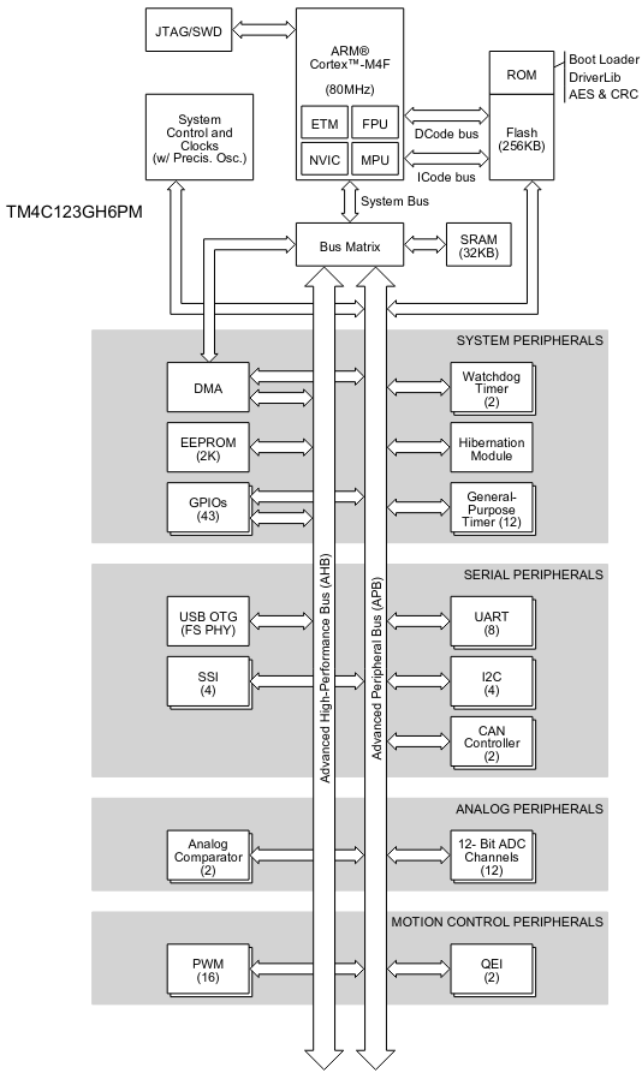 JTAG/SWD
ARM®
Cortex™-M4F
(80MHz)
ETM
FPU
NVIC
MPU
ROM
Boot Loader
DriverLib
AES & CRC
Flash
(256KB)
DCode bus
ICode bus
System
Control and
Clocks
(w/ Precis. Osc.)
TM4C123GH6PM
System Bus
Bus Matrix
SRAM
(32KB)
SYSTEM PERIPHERALS
DMA
Watchdog
Timer
(2)
EEPROM
(2K)
Hibernation
Module
GPIOs
(43)
General-
Purpose
Timer (12)
Advanced High-Performance Bus (AHB)
Advanced Peripheral Bus (APB)
SERIAL PERIPHERALS
USB OTG
(FS PHY)
UART
(8)
SSI
(4)
I2C
(4)
CAN
Controller
(2)
ANALOG PERIPHERALS
Analog
Comparator
(2)
12- Bit ADC
Channels
(12)
MOTION CONTROL PERIPHERALS
PWM
(16)
QEI
(2)